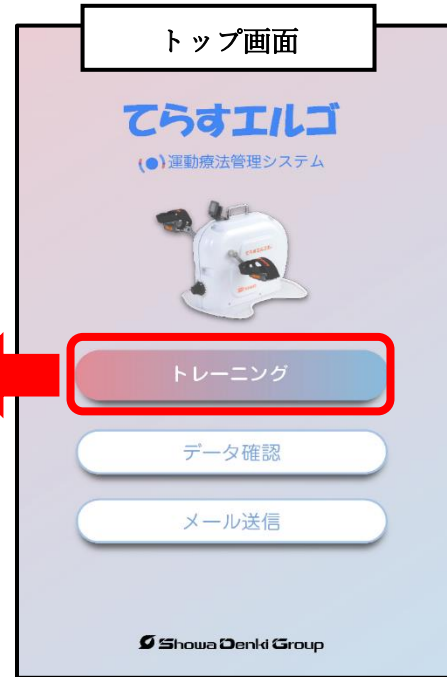 トップ画面
てらすエルゴ
運動療法管理システム
トレーニング
データ確認
メール送信
Showa Denki Group